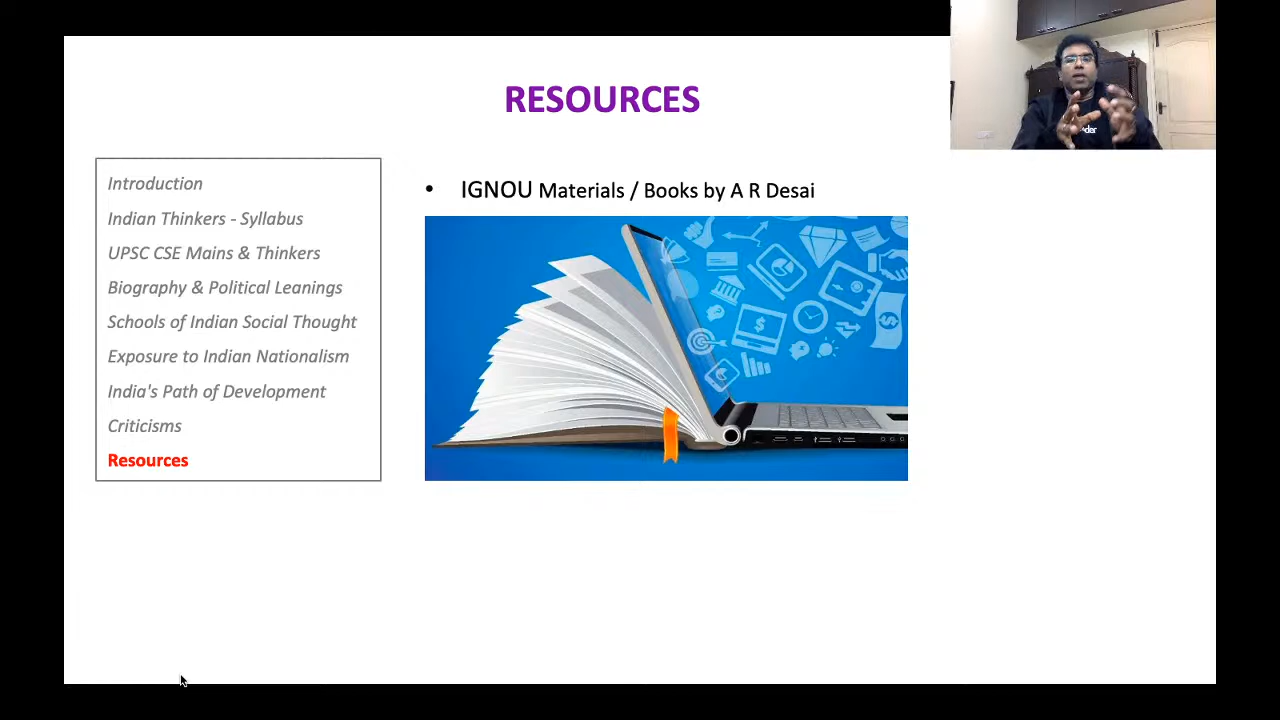 RESOURCES
Introduction
Indian Thinkers - Syllabus
UPSC CSE Mains & Thinkers
Biography & Political Leanings
Schools of Indian Social Thought
Exposure to Indian Nationalism
India's Path of Development
Criticisms
Resources
• IGNOU Materials / Books by A R Desai